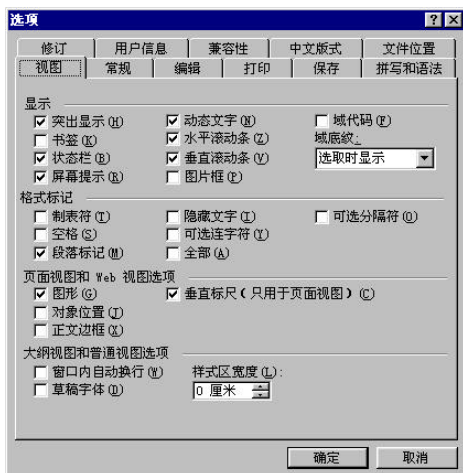 选项
修订 用户信息 兼容性 中文版式 文件位置
视图 常规 编辑 打印 保存 拼写和语法
显示
突出显示(H) 动态文字(N) 域代码(F)
书签(K) 水平滚动条(Z) 域底纹:
状态栏(B) 垂直滚动条(V) 选取时显示
屏幕提示(R) 图片框(P)
格式标记
制表符(T) 隐藏文字(I) 可选分隔符(O)
空格(S) 可选连字符(Y)
段落标记(M) 全部(A)
页面视图和 Web 视图选项
图形(G) 垂直标尺(只用于页面视图)(C)
对象位置(J)
正文边框(X)
大纲视图和普通视图选项
窗口内自动换行(W) 样式区宽度(L):
草稿字体(D) 0 厘米
确定 取消